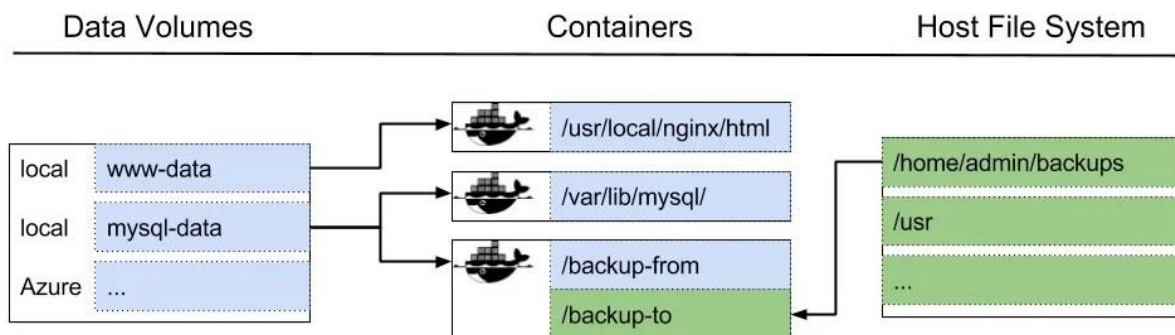 Data Volumes
Containers
Host File System
local www-data
local mysql-data
Azure ...
/usr/local/nginx/html
/var/lib/mysql/
/backup-from
/backup-to
/home/admin/backups
/usr
...